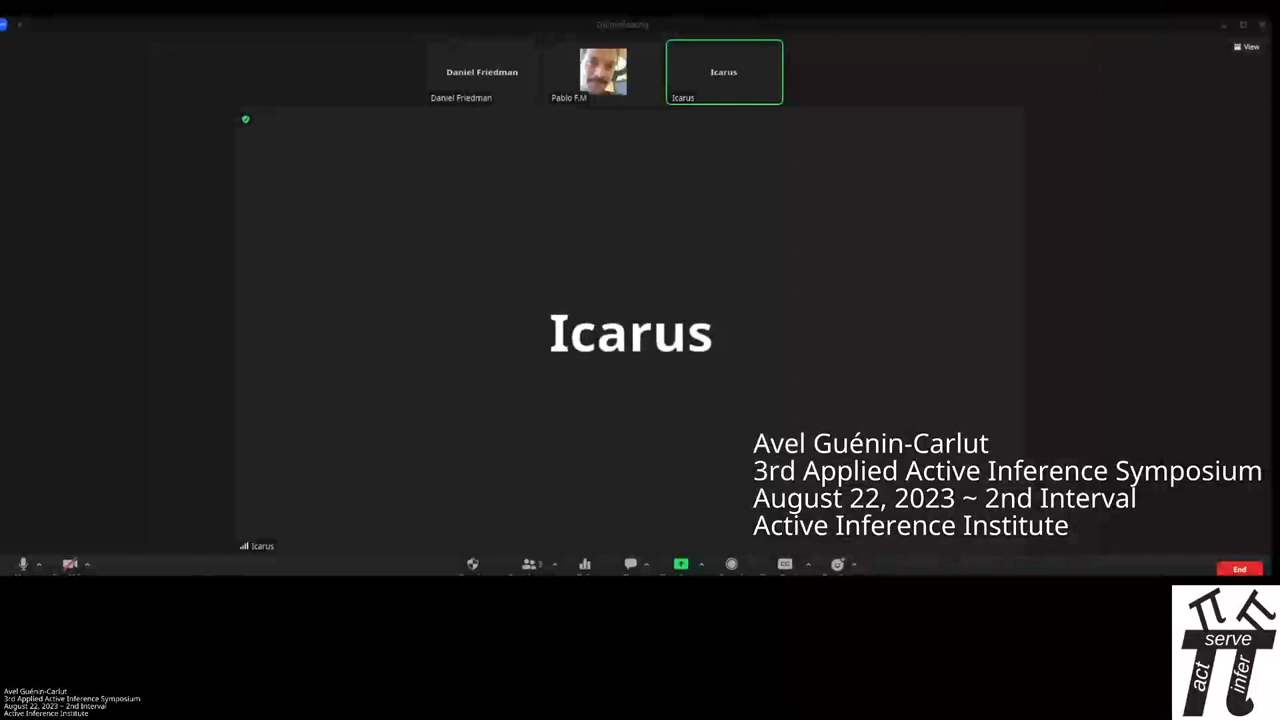 View
Daniel Friedman
Icarus
Daniel Friedman
Pablo F.M
Icarus
Icarus
Avel Guénin-Carlut
3rd Applied Active Inference Symposium
August 22, 2023 ~ 2nd Interval
Active Inference Institute
Icarus
3
CC
End
serve
act
infer
Avel Guénin-Carlut
3rd Applied Active Inference Symposium
August 22, 2023 ~ 2nd Interval
Active Inference Institute